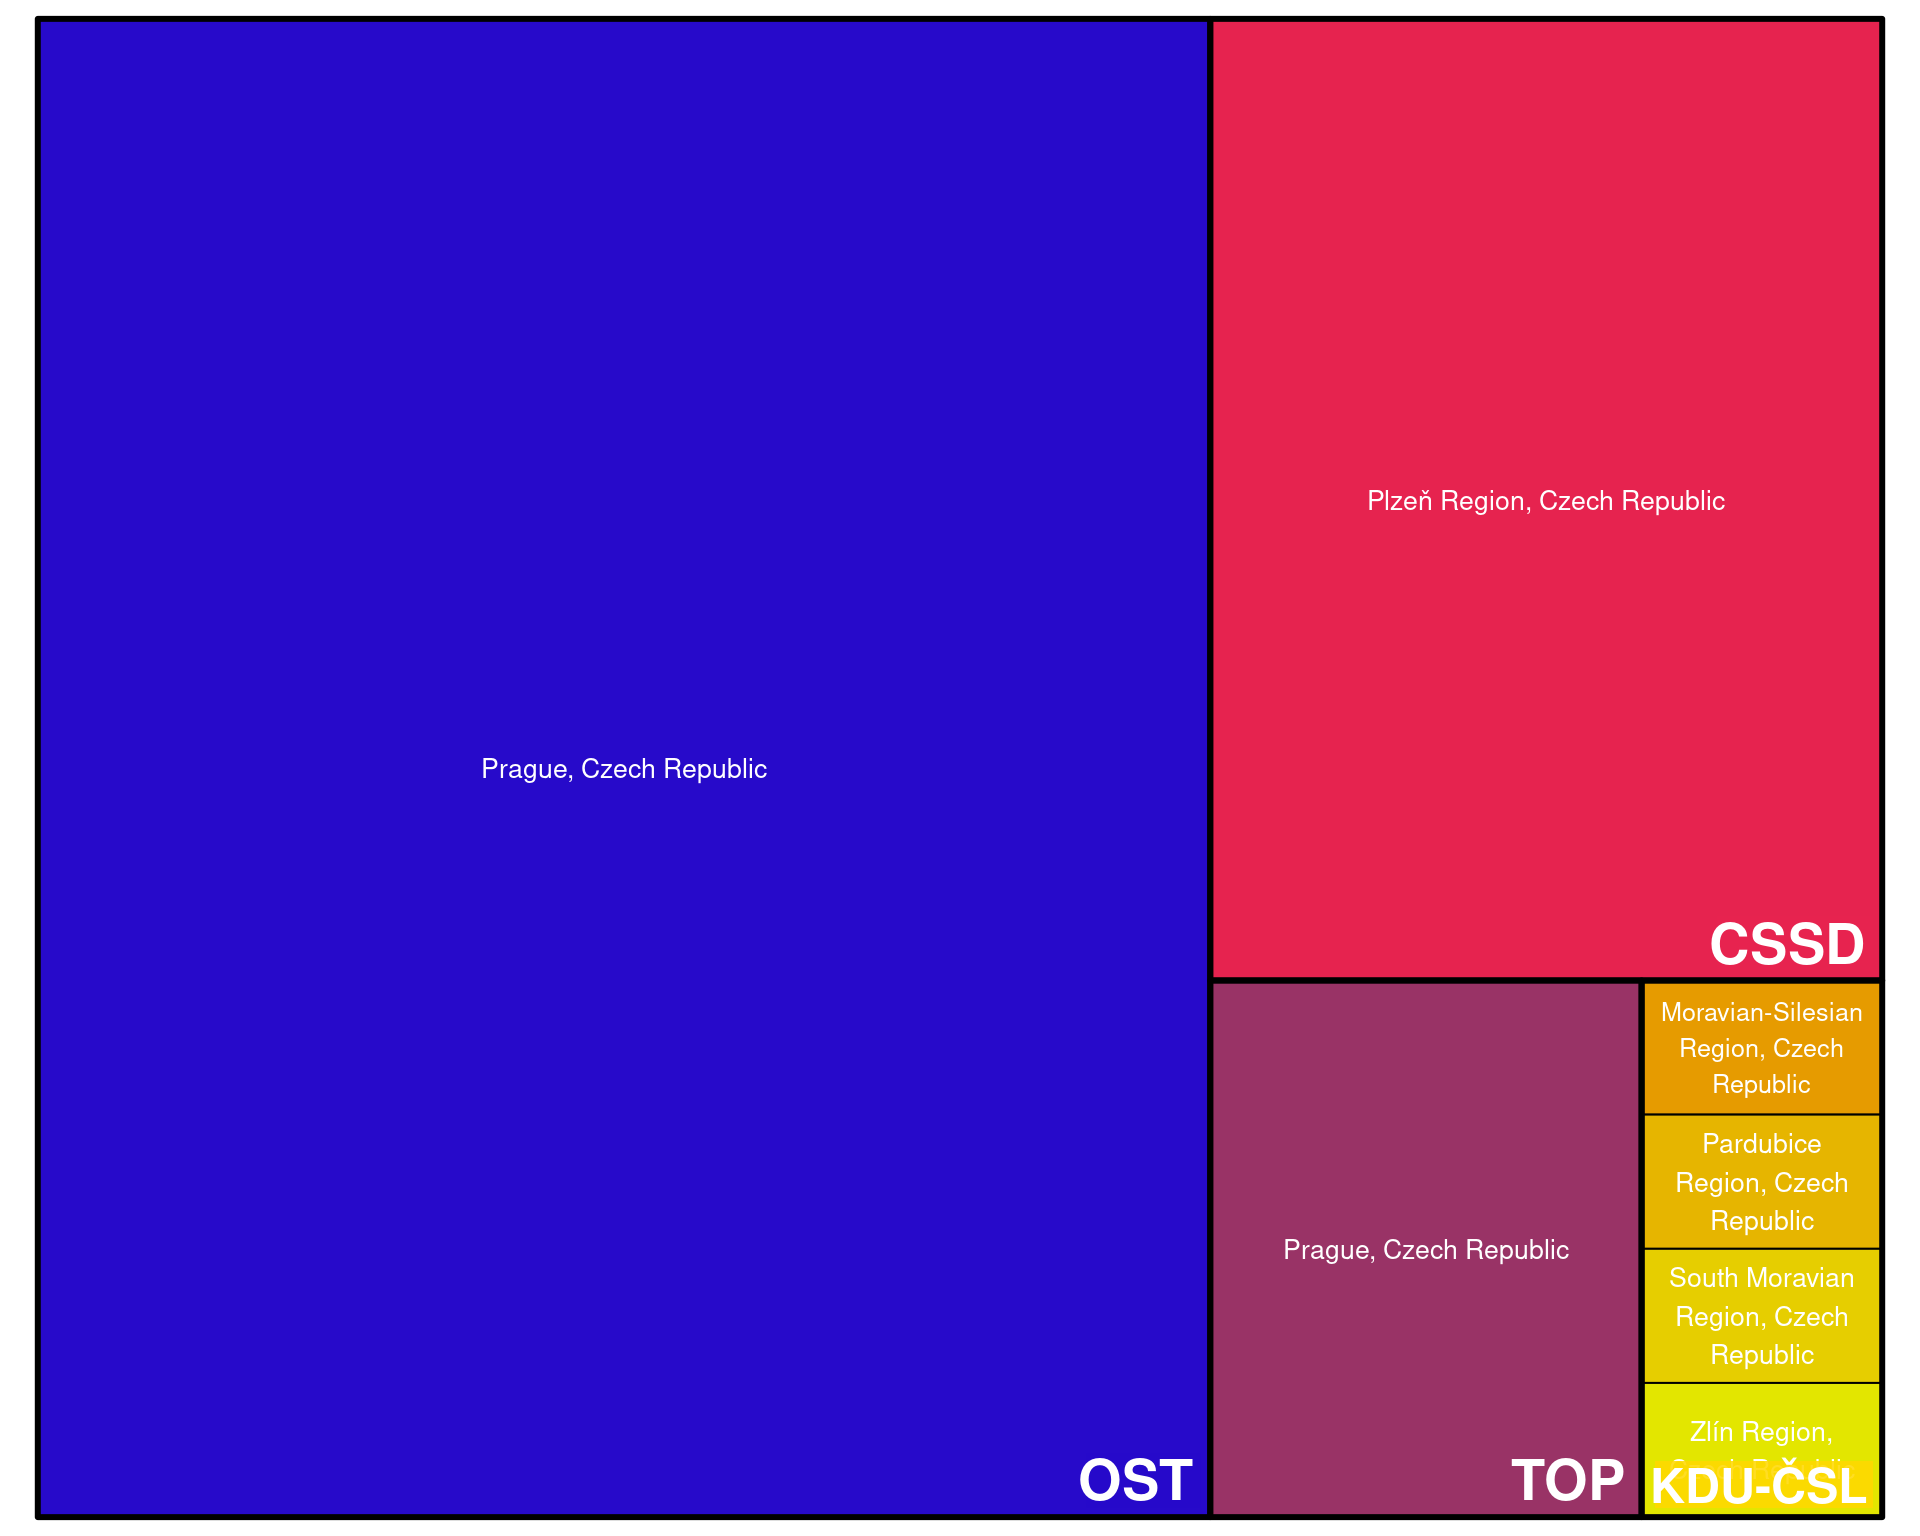 Prague, Czech Republic
OST
Plzeň Region, Czech Republic
CSSD
Prague, Czech Republic
TOP
Moravian-Silesian
Region, Czech
Republic
Pardubice
Region, Czech
Republic
South Moravian
Region, Czech
Republic
Zlín Region,
KDU-ČSL